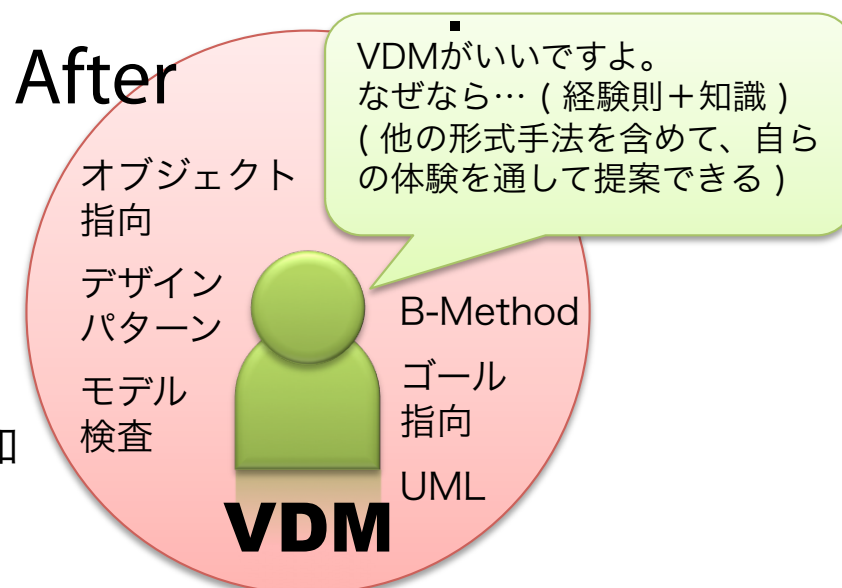 After
VDMがいいですよ。
なぜなら…(経験則+知識)
(他の形式手法を含めて、自ら
の体験を通して提案できる)
オブジェクト
指向
デザイン
パターン
モデル
検査
B-Method
ゴール
指向
UML
VDM